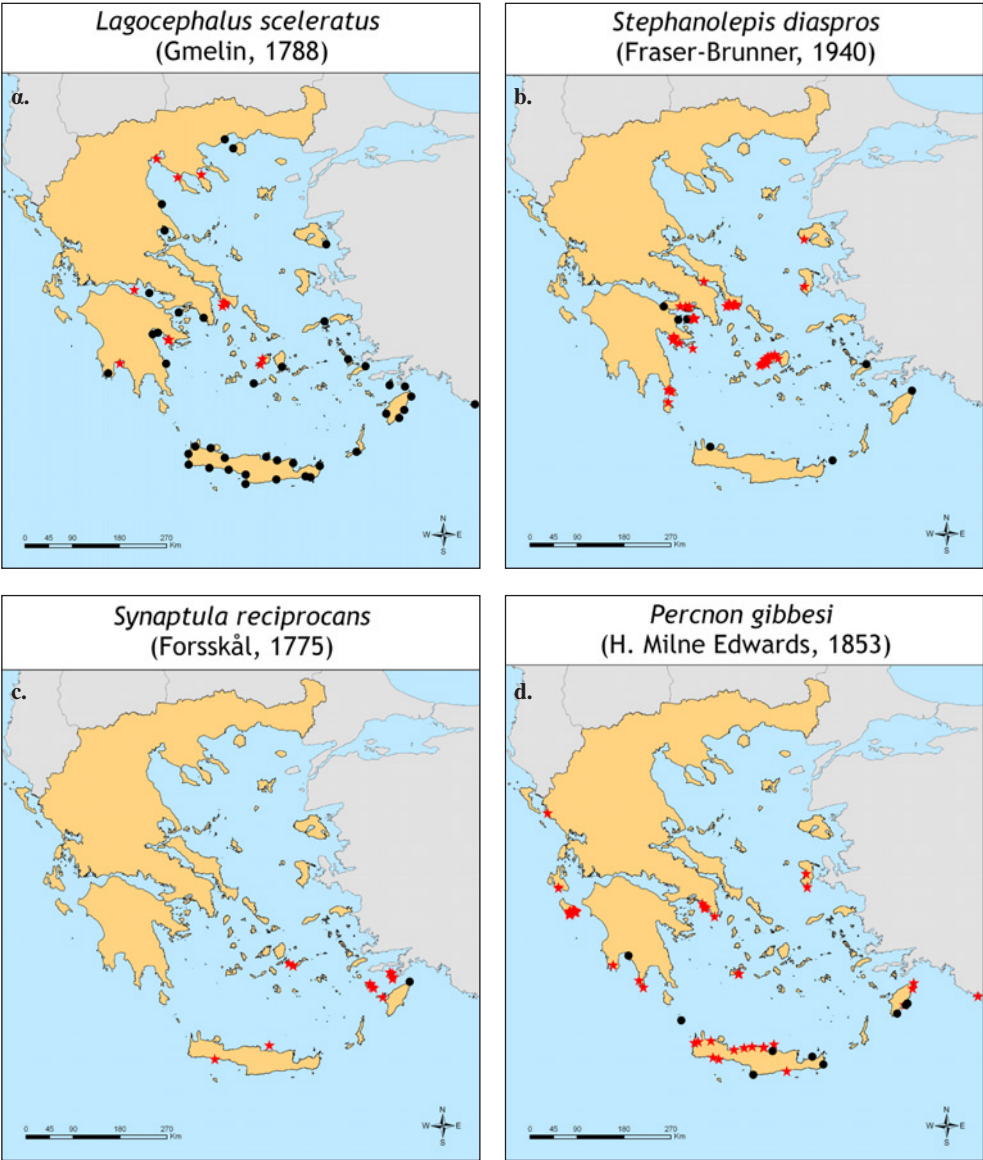 Lagocephalus sceleratus
(Gmelin, 1788)
α.
0 45 90 180 270
Km
N
W E
S
Stephanolepis diaspros
(Fraser-Brunner, 1940)
b.
0 45 90 180 270
Km
N
W E
S
Synaptula reciprocans
(Forsskål, 1775)
c.
0 45 90 180 270
Km
N
W E
S
Percnon gibbesi
(H. Milne Edwards, 1853)
d.
0 45 90 180 270
Km
N
W E
S